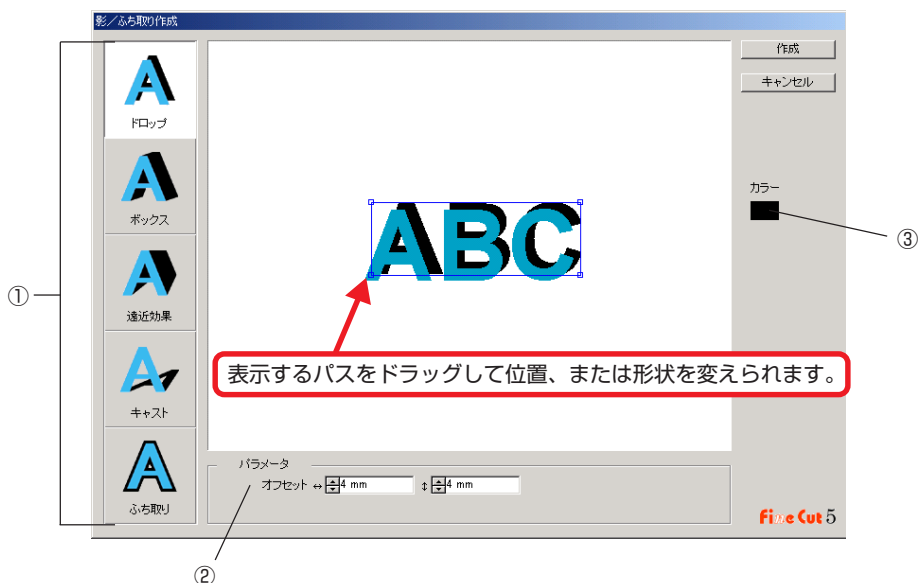 影/ふち取り作成
作成
キャンセル
A
ドロップ
A
ボックス
カラー
ABC
③
①
A
遠近効果
表示するパスをドラッグして位置、または形状を変えられます。
A
キャスト
A
ふち取り
パラメータ
オフセット ↔ 4 mm ↕ 4 mm
Fine Cut 5
②